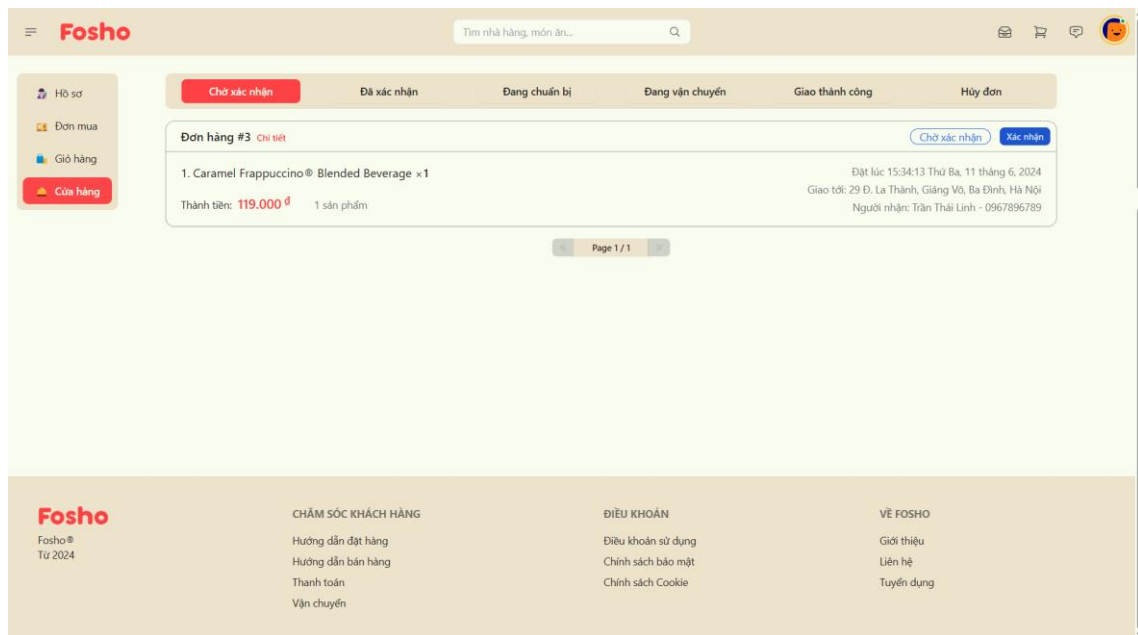 Fosho
Tìm nhà hàng, món ăn...
Hồ sơ
Đơn mua
Giỏ hàng
Cửa hàng
Chờ xác nhận Đã xác nhận Đang chuẩn bị Đang vận chuyển Giao thành công Hủy đơn
Đơn hàng #3 Chi tiết Chờ xác nhận Xác nhận
1. Caramel Frappuccino® Blended Beverage ×1
Thành tiền: 119.000 đ 1 sản phẩm
Đặt lúc 15:34:13 Thứ Ba, 11 tháng 6, 2024
Giao tới: 29 Đ. La Thành, Giảng Võ, Ba Đình, Hà Nội
Người nhận: Trần Thái Linh - 0967896789
« Page 1 / 1 »
Fosho
Fosho®
Từ 2024
CHĂM SÓC KHÁCH HÀNG
Hướng dẫn đặt hàng
Hướng dẫn bán hàng
Thanh toán
Vận chuyển
ĐIỀU KHOẢN
Điều khoản sử dụng
Chính sách bảo mật
Chính sách Cookie
VỀ FOSHO
Giới thiệu
Liên hệ
Tuyển dụng